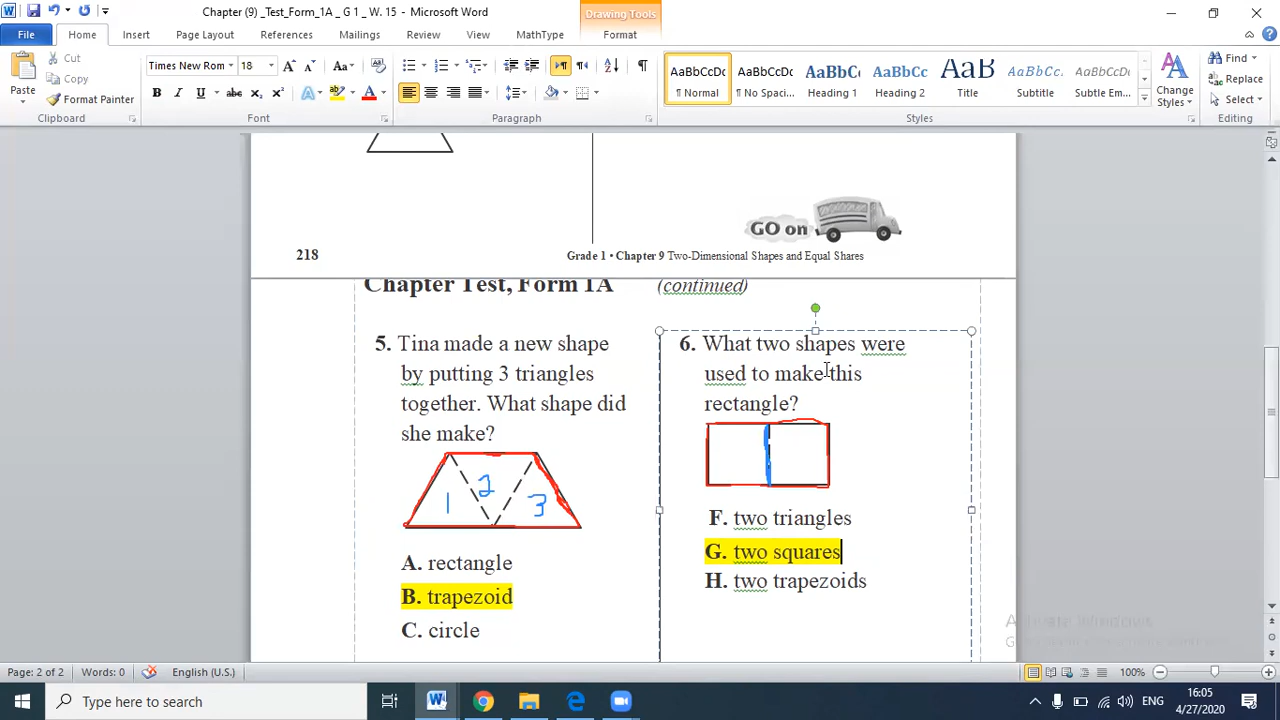 Chapter (9) _Test_Form_1A _ G 1 _ W. 15 - Microsoft Word
Drawing Tools
File
Home
Insert
Page Layout
References
Mailings
Review
View
MathType
Format
Paste
Cut
Copy
Format Painter
Clipboard
Times New Rom
18
Font
Paragraph
AaBbCcDc
¶ Normal
AaBbCcDc
¶ No Spaci...
AaBbCc
Heading 1
AaBbCc
Heading 2
AaB
Title
AaBbCc.
Subtitle
AaBbCcDc
Subtle Em...
Change
Styles
Styles
Find
Replace
Select
Editing
GO on
218
Grade 1 • Chapter 9 Two-Dimensional Shapes and Equal Shares
Chapter Test, Form 1A
(continued)
5. Tina made a new shape
by putting 3 triangles
together. What shape did
she make?
1 2 3
A. rectangle
B. trapezoid
C. circle
6. What two shapes were
used to make this
rectangle?
F. two triangles
G. two squares
H. two trapezoids
Page: 2 of 2
Words: 0
English (U.S.)
100%
Type here to search
ENG
16:05
4/27/2020